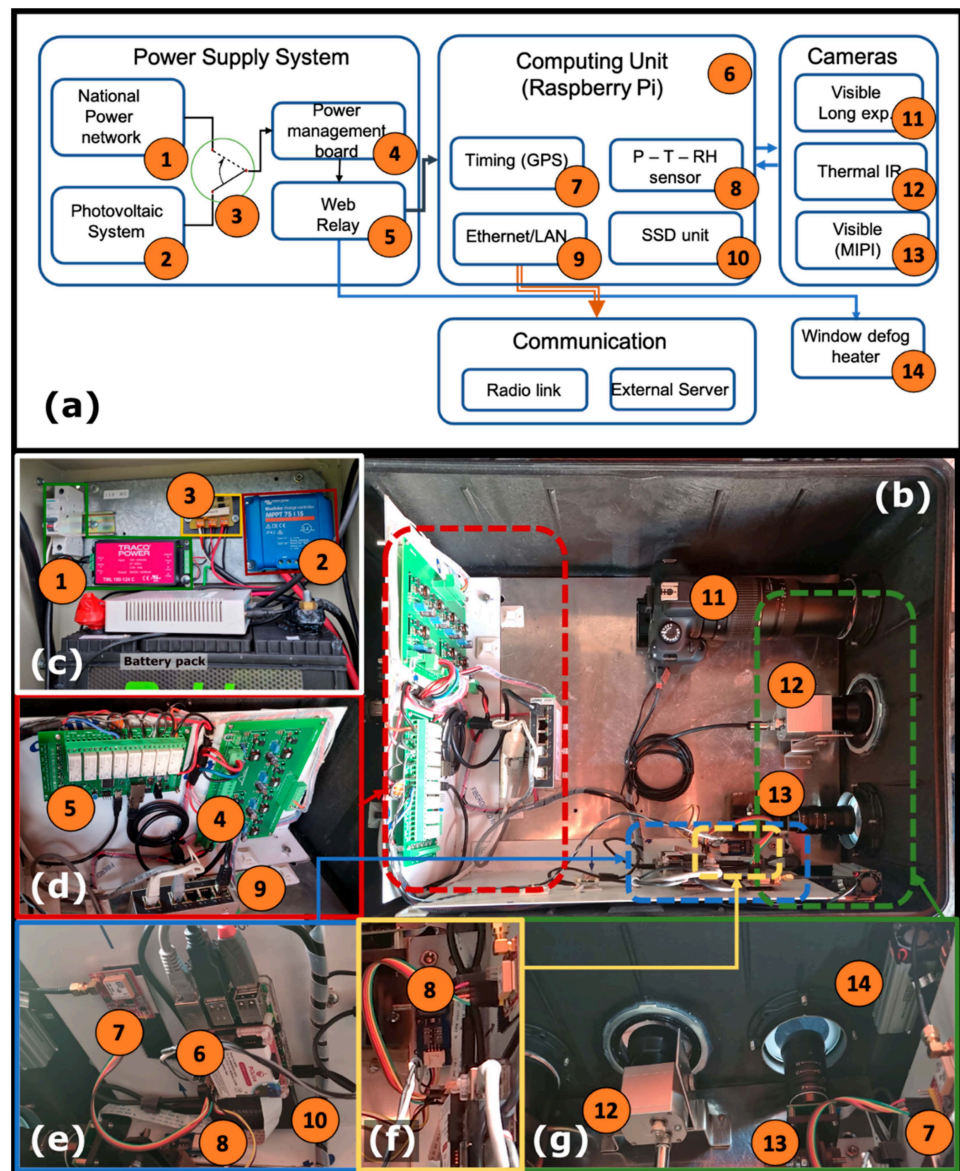 Power Supply System
National
Power
network
1
Photovoltaic
System
2
3
Power
management
board
4
Web
Relay
5
Computing Unit
(Raspberry Pi)
6
Timing (GPS)
7
P – T – RH
sensor
8
Ethernet/LAN
9
SSD unit
10
Cameras
Visible
Long exp.
11
Thermal IR
12
Visible
(MIPI)
13
Communication
Radio link
External Server
Window defog
heater
14
(a)
(b)
11
12
13
(c)
1
TRACO
POWER
3
MPPT 75 | 15
2
Battery pack
(d)
5
4
9
(e)
7
6
8
10
(f)
8
(g)
12
13
14
7